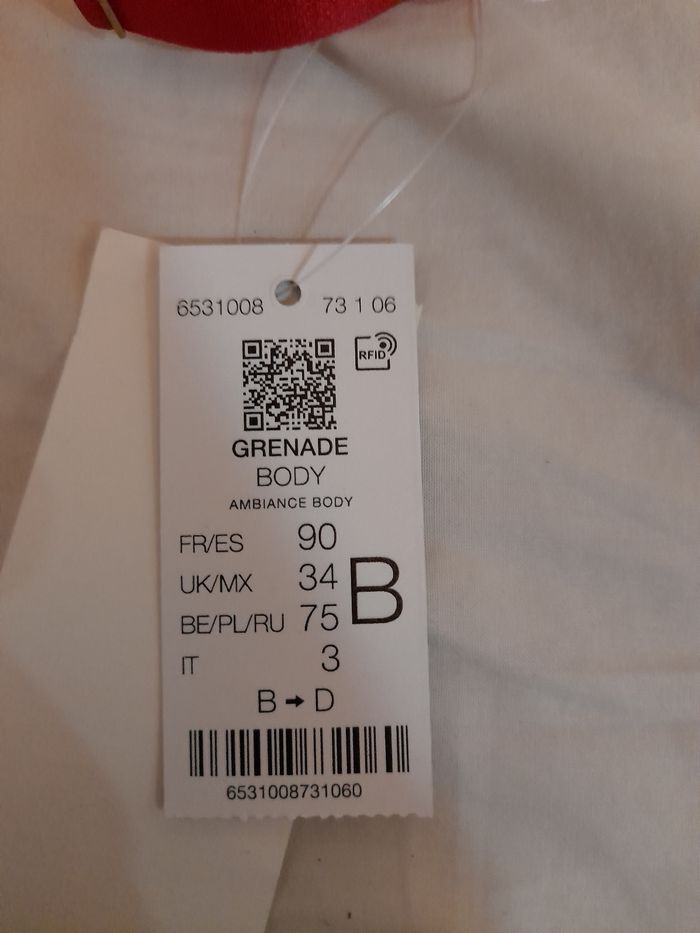 6531008 73 1 06
RFID
GRENADE
BODY
AMBIANCE BODY
FR/ES 90
UK/MX 34
BE/PL/RU 75
IT 3
B
B ➞ D
6531008731060